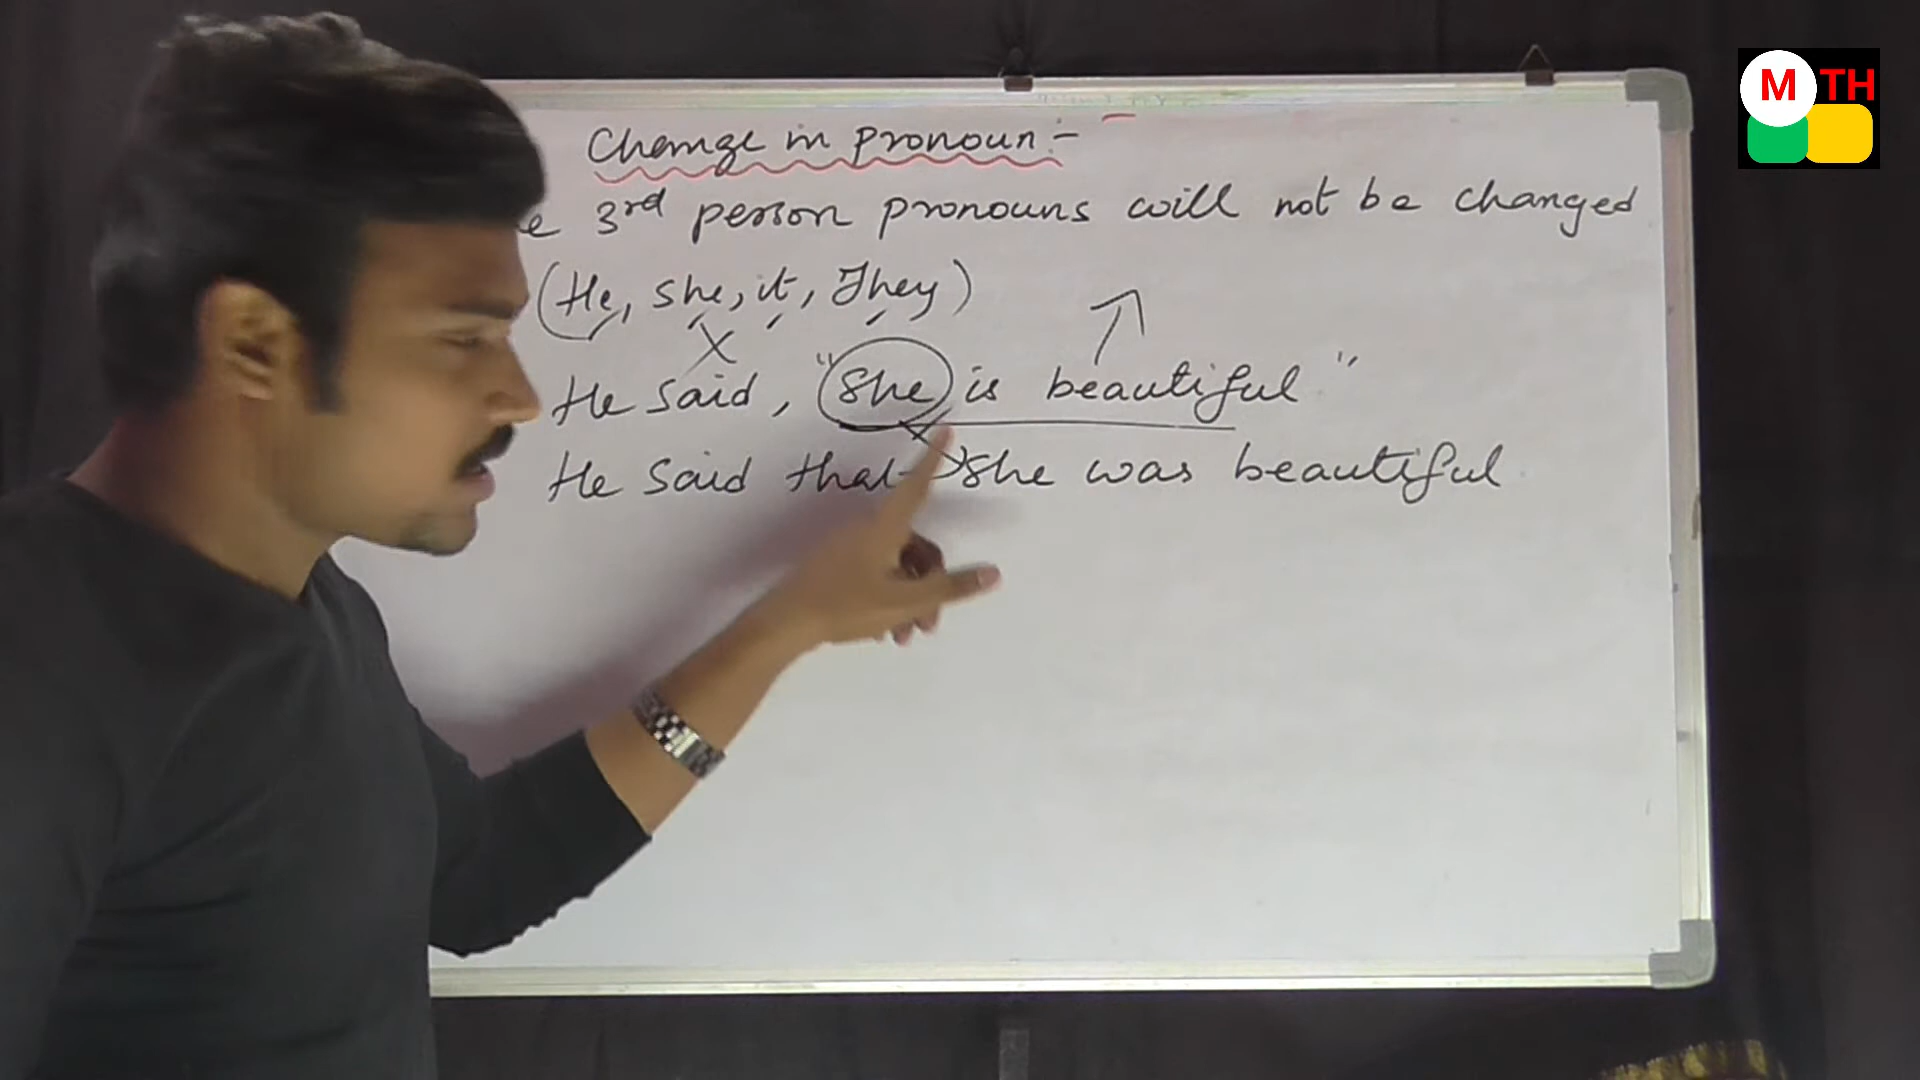 M TH
Change in pronoun :-
3rd person pronouns will not be changed
(He, she, it, They)
He said, "She is beautiful"
He said that she was beautiful